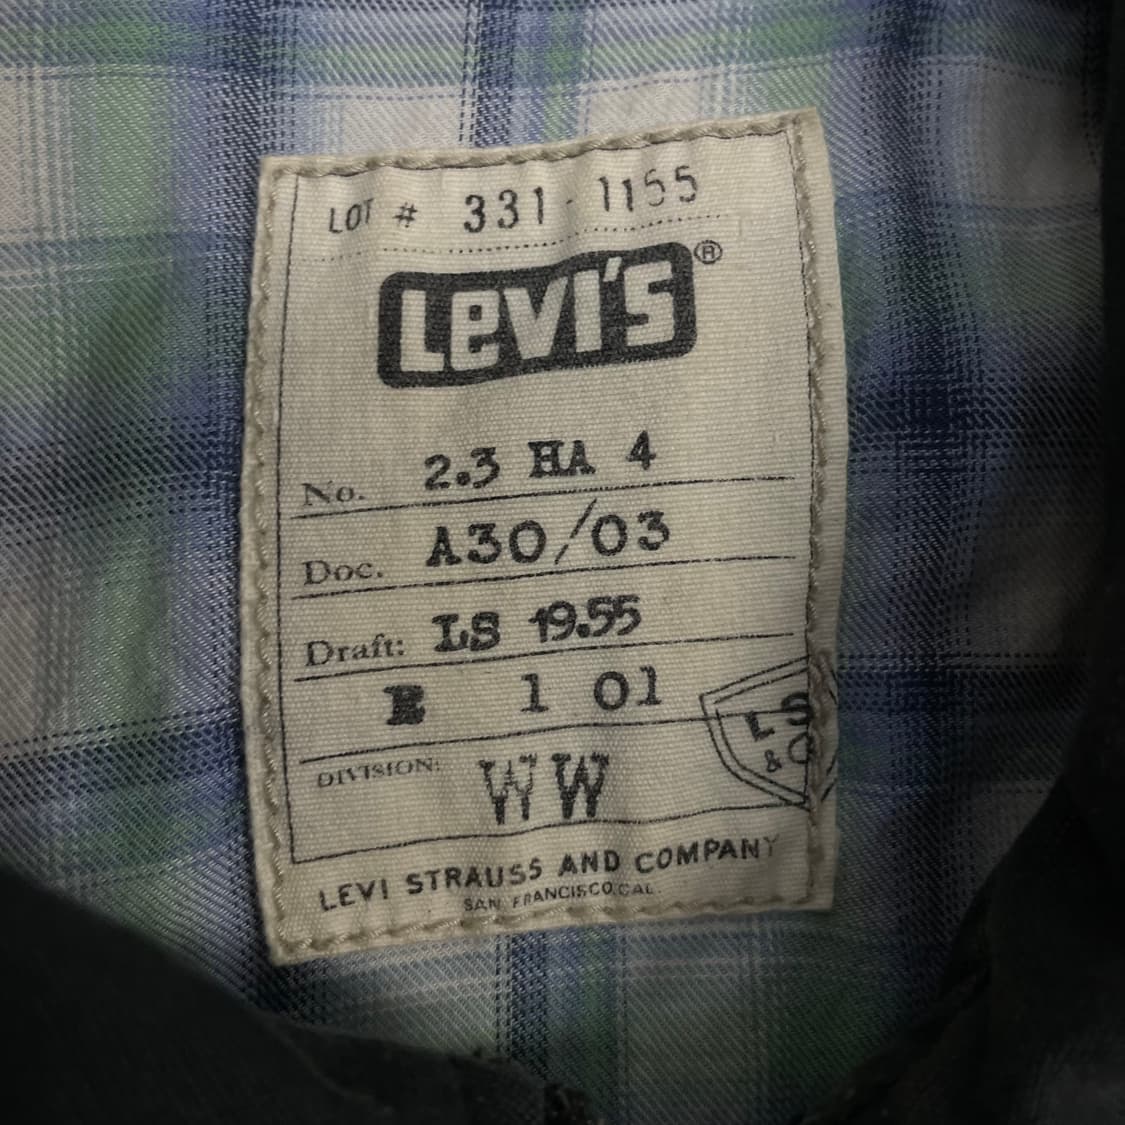 LOT # 331-1155
LEVI'S®
No. 2.3 HA 4
Doc. A30/03
Draft: LS 19.55
E 1 01
L S
& C
DIVISION: WW
LEVI STRAUSS AND COMPANY
SAN FRANCISCO CAL.